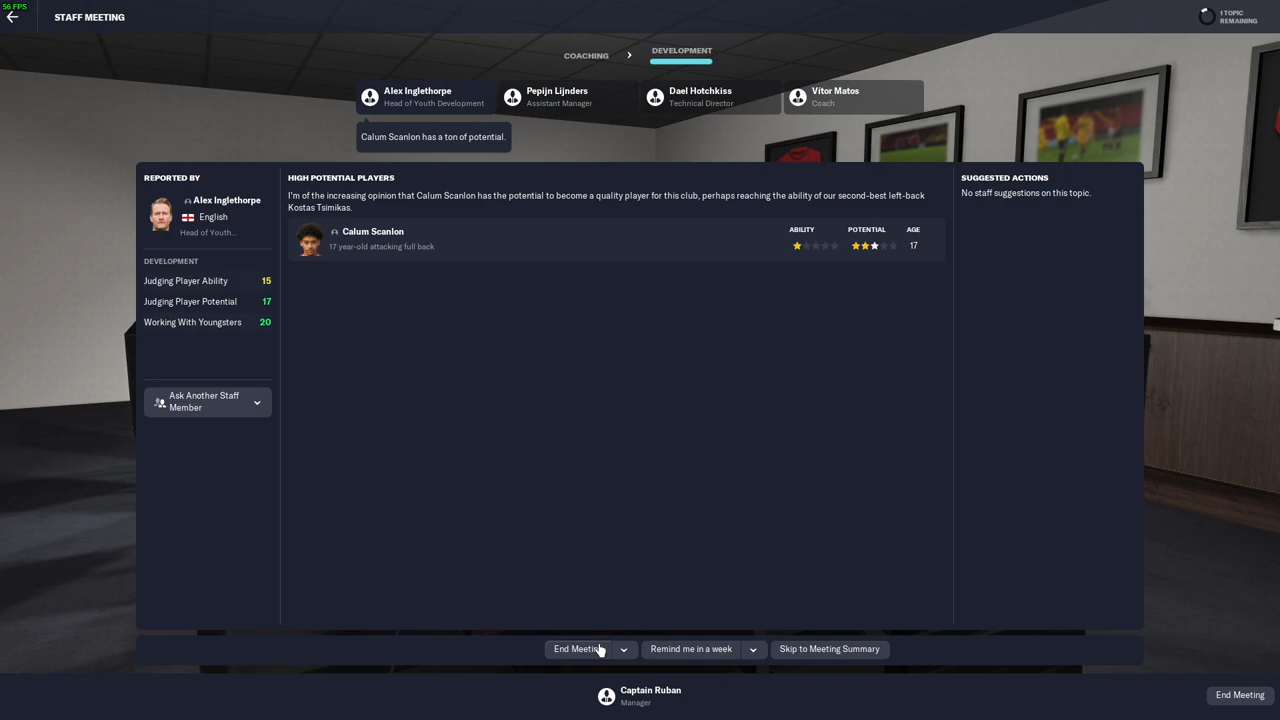 56 FPS
STAFF MEETING
1 TOPIC
REMAINING
COACHING
DEVELOPMENT
Alex Inglethorpe
Head of Youth Development
Pepijn Lijnders
Assistant Manager
Dael Hotchkiss
Technical Director
Vítor Matos
Coach
Calum Scanlon has a ton of potential.
REPORTED BY
Alex Inglethorpe
English
Head of Youth...
DEVELOPMENT
Judging Player Ability 15
Judging Player Potential 17
Working With Youngsters 20
Ask Another Staff
Member
HIGH POTENTIAL PLAYERS
I'm of the increasing opinion that Calum Scanlon has the potential to become a quality player for this club, perhaps reaching the ability of our second-best left-back
Kostas Tsimikas.
Calum Scanlon
17 year-old attacking full back
ABILITY
POTENTIAL
AGE
17
SUGGESTED ACTIONS
No staff suggestions on this topic.
End Meeting
Remind me in a week
Skip to Meeting Summary
Captain Ruban
Manager
End Meeting